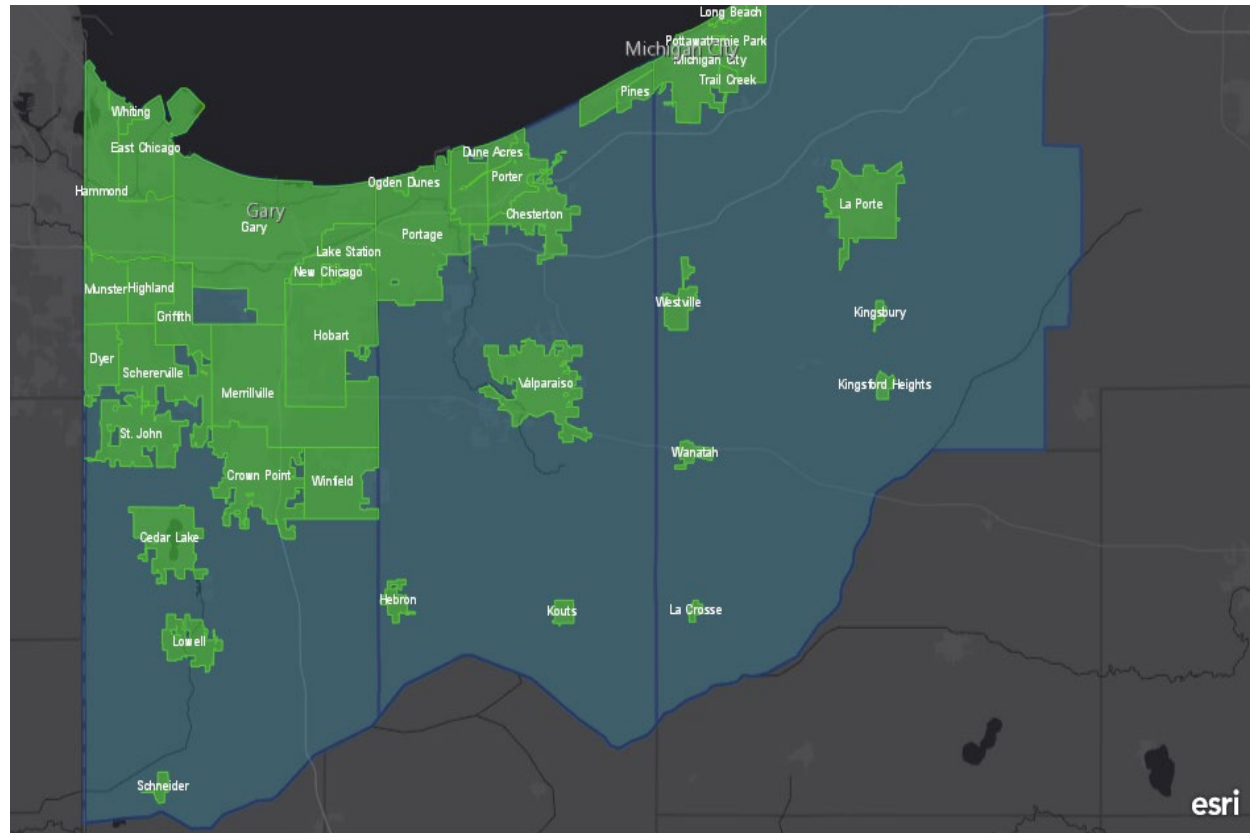 Long Beach
Pottawattamie Park
Michigan City
Michigan City
Trail Creek
Pines
Whiting
East Chicago
Dune Acres
Hammond
Ogden Dunes
Porter
La Porte
Gary
Gary
Chesterton
Portage
Lake Station
New Chicago
Munster
Highland
Westville
Griffith
Kingsbury
Hobart
Dyer
Schererville
Valparaiso
Kingsford Heights
Merrillville
St. John
Wanatah
Crown Point
Winfield
Cedar Lake
Hebron
Kouts
La Crosse
Lowell
Schneider
esri